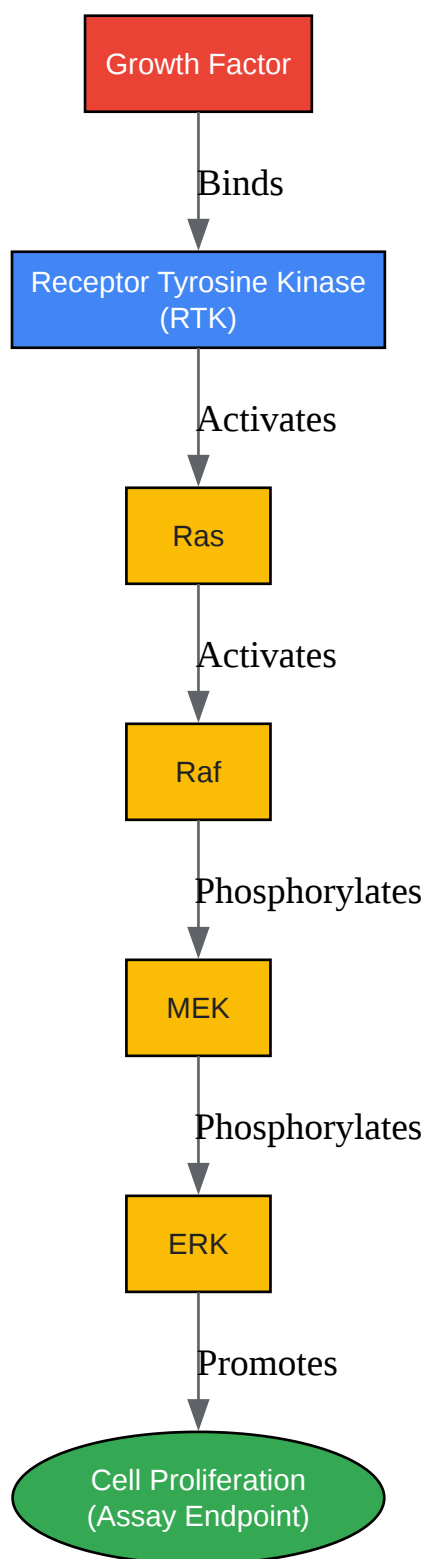 Growth Factor
Binds
Receptor Tyrosine Kinase
(RTK)
Activates
Ras
Activates
Raf
Phosphorylates
MEK
Phosphorylates
ERK
Promotes
Cell Proliferation
(Assay Endpoint)